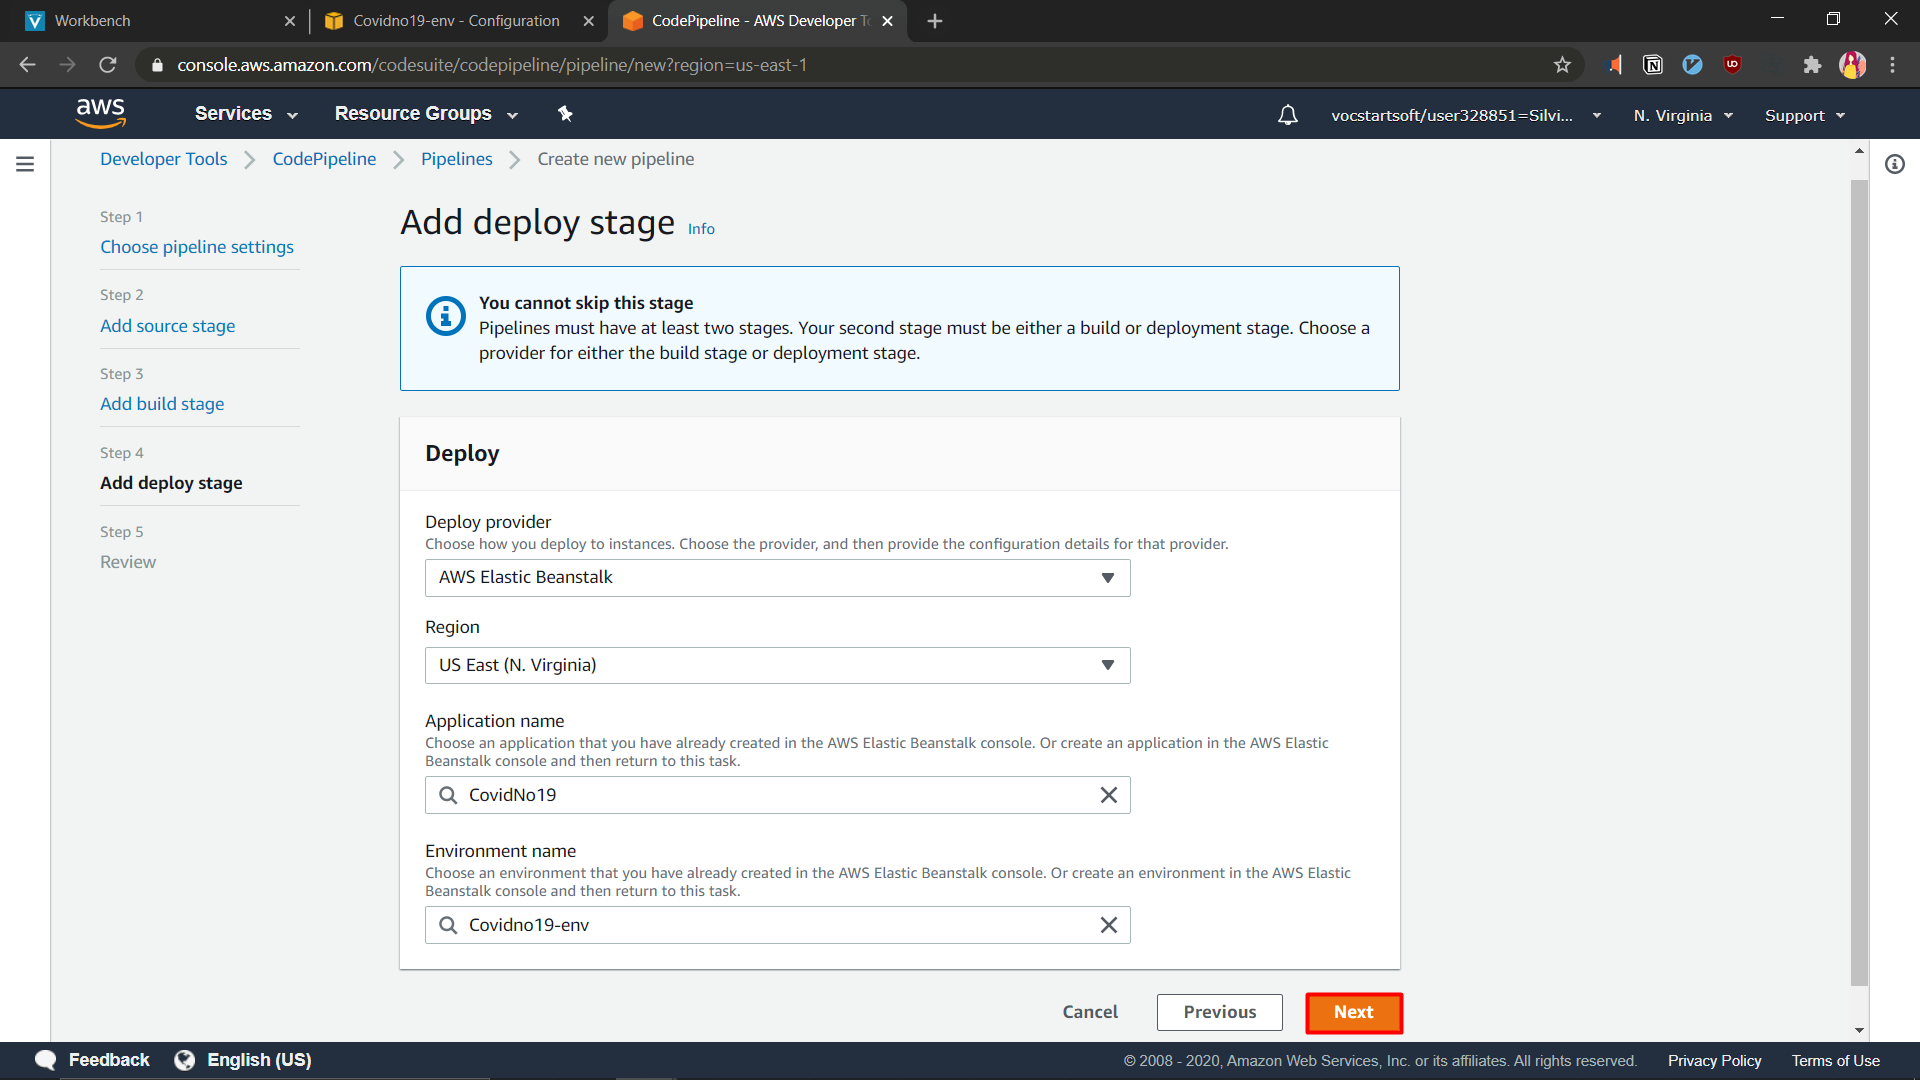 Workbench
Covidno19-env - Configuration
CodePipeline - AWS Developer To
console.aws.amazon.com/codesuite/codepipeline/pipeline/new?region=us-east-1
aws
Services
Resource Groups
vocstartsoft/user328851=Silvi...
N. Virginia
Support
Developer Tools
CodePipeline
Pipelines
Create new pipeline
Step 1
Choose pipeline settings
Step 2
Add source stage
Step 3
Add build stage
Step 4
Add deploy stage
Step 5
Review
Add deploy stage Info
You cannot skip this stage
Pipelines must have at least two stages. Your second stage must be either a build or deployment stage. Choose a
provider for either the build stage or deployment stage.
Deploy
Deploy provider
Choose how you deploy to instances. Choose the provider, and then provide the configuration details for that provider.
AWS Elastic Beanstalk
Region
US East (N. Virginia)
Application name
Choose an application that you have already created in the AWS Elastic Beanstalk console. Or create an application in the AWS Elastic
Beanstalk console and then return to this task.
CovidNo19
Environment name
Choose an environment that you have already created in the AWS Elastic Beanstalk console. Or create an environment in the AWS Elastic
Beanstalk console and then return to this task.
Covidno19-env
Cancel
Previous
Next
Feedback
English (US)
© 2008 - 2020, Amazon Web Services, Inc. or its affiliates. All rights reserved.
Privacy Policy
Terms of Use